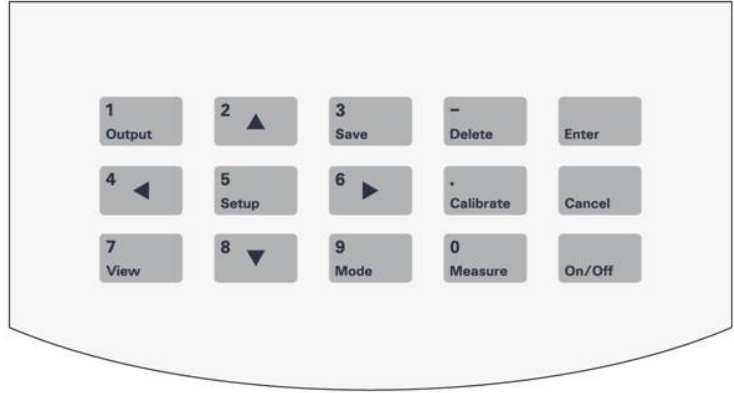 1
Output
2 ▲
3
Save
–
Delete
Enter
4 ◀
5
Setup
6 ▶
.
Calibrate
Cancel
7
View
8 ▼
9
Mode
0
Measure
On/Off